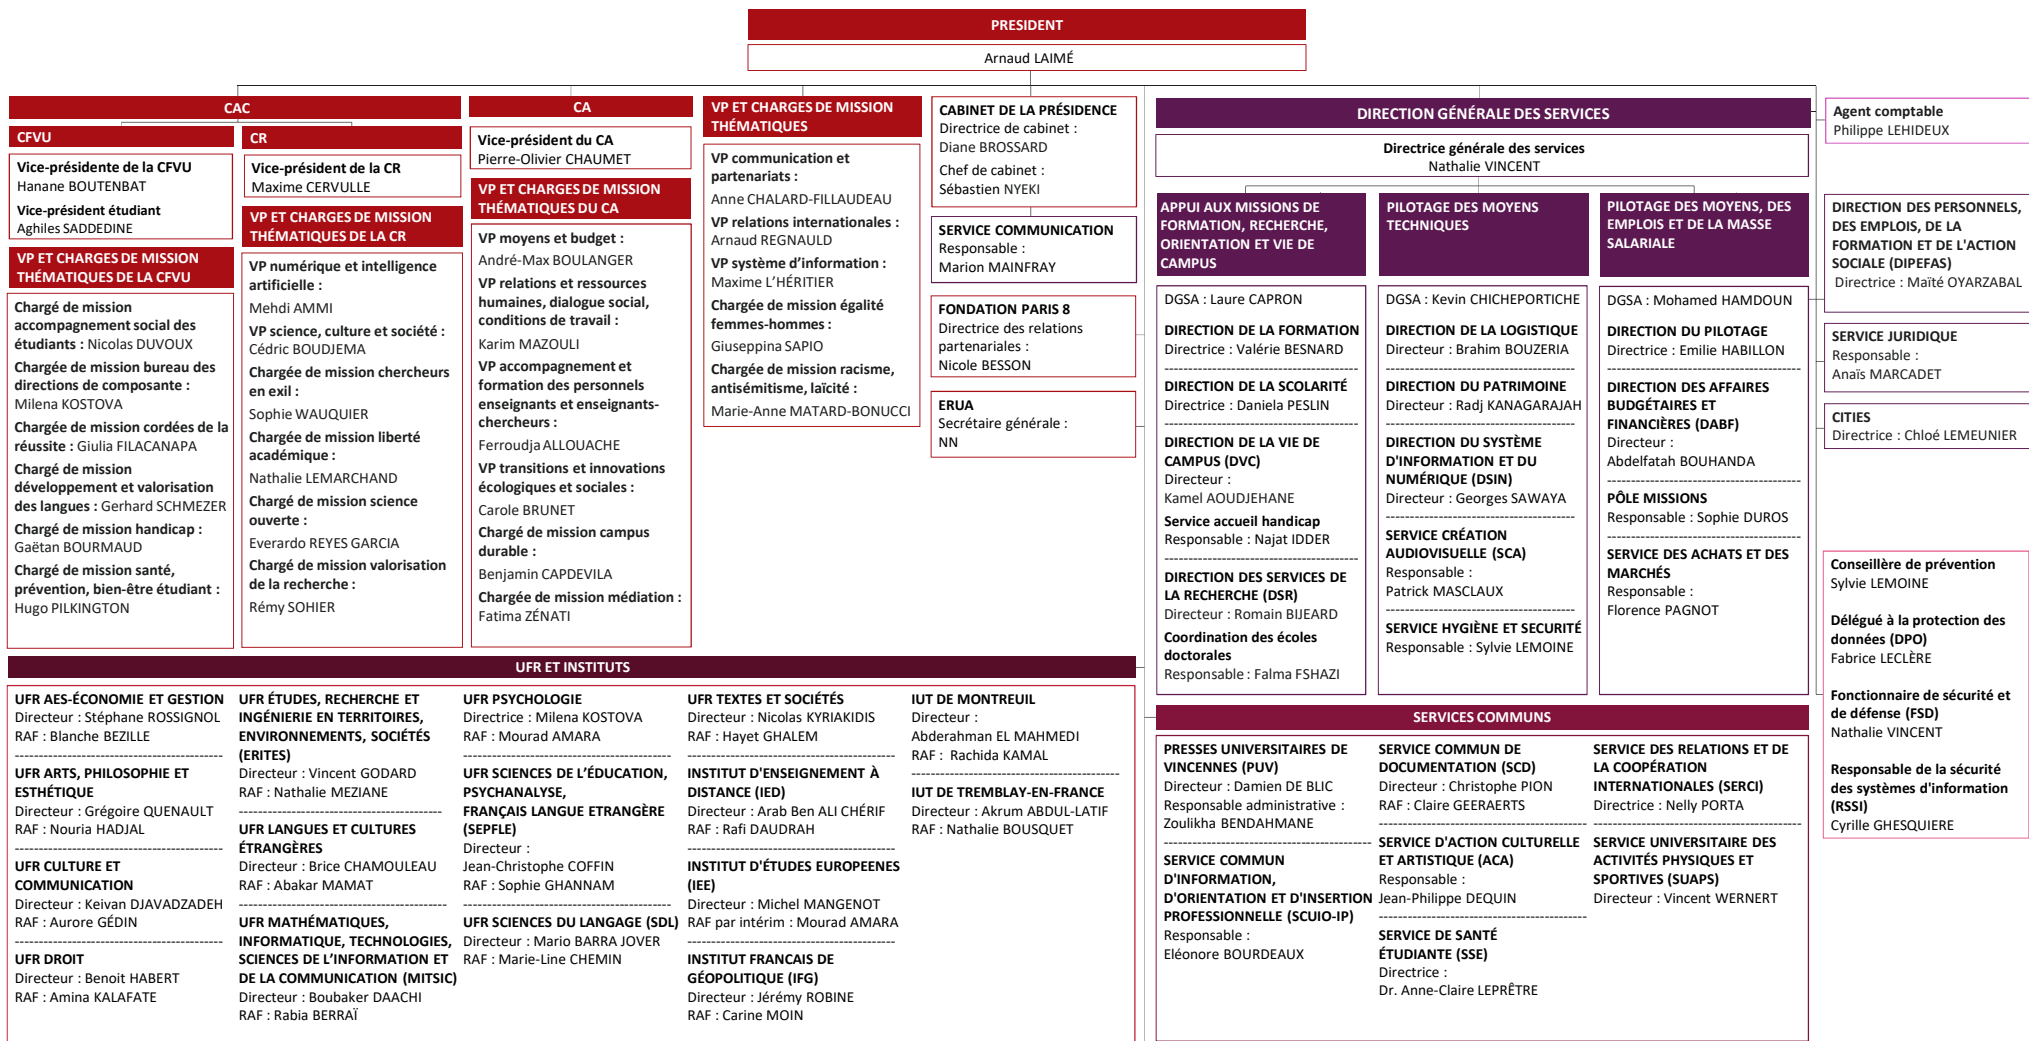 PRESIDENT
Arnaud LAIMÉ
CAC
CFVU
Vice-présidente de la CFVU
Hanane BOUTENBAT
Vice-président étudiant
Aghiles SADDEDINE
VP ET CHARGES DE MISSION
THÉMATIQUES DE LA CFVU
Chargé de mission
accompagnement social des
étudiants : Nicolas DUVOUX
Chargée de mission bureau des
directions de composante :
Milena KOSTOVA
Chargée de mission cordées de la
réussite : Giulia FILACANAPA
Chargé de mission
développement et valorisation
des langues : Gerhard SCHMEZER
Chargé de mission handicap :
Gaëtan BOURMAUD
Chargé de mission santé,
prévention, bien-être étudiant :
Hugo PILKINGTON
CR
Vice-président de la CR
Maxime CERVULLE
VP ET CHARGES DE MISSION
THÉMATIQUES DE LA CR
VP numérique et intelligence
artificielle :
Mehdi AMMI
VP science, culture et société :
Cédric BOUDJEMA
Chargée de mission chercheurs
en exil :
Sophie WAUQUIER
Chargée de mission liberté
académique :
Nathalie LEMARCHAND
Chargé de mission science
ouverte :
Everardo REYES GARCIA
Chargé de mission valorisation
de la recherche :
Rémy SOHIER
CA
Vice-président du CA
Pierre-Olivier CHAUMET
VP ET CHARGES DE MISSION
THÉMATIQUES DU CA
VP moyens et budget :
André-Max BOULANGER
VP relations et ressources
humaines, dialogue social,
conditions de travail :
Karim MAZOULI
VP accompagnement et
formation des personnels
enseignants et enseignants-
chercheurs :
Ferroudja ALLOUACHE
VP transitions et innovations
écologiques et sociales :
Carole BRUNET
Chargé de mission campus
durable :
Benjamin CAPDEVILA
Chargée de mission médiation :
Fatima ZÉNATI
VP ET CHARGES DE MISSION
THÉMATIQUES
VP communication et
partenariats :
Anne CHALARD-FILLAUDEAU
VP relations internationales :
Arnaud REGNAULD
VP système d'information :
Maxime L'HÉRITIER
Chargée de mission égalité
femmes-hommes :
Giuseppina SAPIO
Chargée de mission racisme,
antisémitisme, laïcité :
Marie-Anne MATARD-BONUCCI
CABINET DE LA PRÉSIDENCE
Directrice de cabinet :
Diane BROSSARD
Chef de cabinet :
Sébastien NYEKI
SERVICE COMMUNICATION
Responsable :
Marion MAINFRAY
FONDATION PARIS 8
Directrice des relations
partenariales :
Nicole BESSON
ERUA
Secrétaire générale :
NN
DIRECTION GÉNÉRALE DES SERVICES
Directrice générale des services
Nathalie VINCENT
APPUI AUX MISSIONS DE
FORMATION, RECHERCHE,
ORIENTATION ET VIE DE
CAMPUS
DGSA : Laure CAPRON
DIRECTION DE LA FORMATION
Directrice : Valérie BESNARD
----------------------------------------
DIRECTION DE LA SCOLARITÉ
Directrice : Daniela PESLIN
----------------------------------------
DIRECTION DE LA VIE DE
CAMPUS (DVC)
Directeur :
Kamel AOUDJEHANE
Service accueil handicap
Responsable : Najat IDDER
----------------------------------------
DIRECTION DES SERVICES DE
LA RECHERCHE (DSR)
Directeur : Romain BIJEARD
Coordination des écoles
doctorales
Responsable : Falma FSHAZI
PILOTAGE DES MOYENS
TECHNIQUES
DGSA : Kevin CHICHEPORTICHE
DIRECTION DE LA LOGISTIQUE
Directeur : Brahim BOUZERIA
---------------------------------------
DIRECTION DU PATRIMOINE
Directeur : Radj KANAGARAJAH
---------------------------------------
DIRECTION DU SYSTÈME
D'INFORMATION ET DU
NUMÉRIQUE (DSIN)
Directeur : Georges SAWAYA
---------------------------------------
SERVICE CRÉATION
AUDIOVISUELLE (SCA)
Responsable :
Patrick MASCLAUX
---------------------------------------
SERVICE HYGIÈNE ET SECURITÉ
Responsable : Sylvie LEMOINE
PILOTAGE DES MOYENS, DES
EMPLOIS ET DE LA MASSE
SALARIALE
DGSA : Mohamed HAMDOUN
DIRECTION DU PILOTAGE
Directrice : Emilie HABILLON
----------------------------------------
DIRECTION DES AFFAIRES
BUDGÉTAIRES ET
FINANCIÈRES (DABF)
Directeur :
Abdelfatah BOUHANDA
----------------------------------------
PÔLE MISSIONS
Responsable : Sophie DUROS
----------------------------------------
SERVICE DES ACHATS ET DES
MARCHÉS
Responsable :
Florence PAGNOT
Agent comptable
Philippe LEHIDEUX
DIRECTION DES PERSONNELS,
DES EMPLOIS, DE LA
FORMATION ET DE L'ACTION
SOCIALE (DIPEFAS)
Directrice : Maïté OYARZABAL
SERVICE JURIDIQUE
Responsable :
Anaïs MARCADET
CITIES
Directrice : Chloé LEMEUNIER
Conseillère de prévention
Sylvie LEMOINE
Délégué à la protection des
données (DPO)
Fabrice LECLÈRE
Fonctionnaire de sécurité et
de défense (FSD)
Nathalie VINCENT
Responsable de la sécurité
des systèmes d'information
(RSSI)
Cyrille GHESQUIERE
UFR ET INSTITUTS
UFR AES-ÉCONOMIE ET GESTION
Directeur : Stéphane ROSSIGNOL
RAF : Blanche BEZILLE
-------------------------------------------
UFR ARTS, PHILOSOPHIE ET
ESTHÉTIQUE
Directeur : Grégoire QUENAULT
RAF : Nouria HADJAL
-------------------------------------------
UFR CULTURE ET
COMMUNICATION
Directeur : Keivan DJAVADZADEH
RAF : Aurore GÉDIN
-------------------------------------------
UFR DROIT
Directeur : Benoit HABERT
RAF : Amina KALAFATE
UFR ÉTUDES, RECHERCHE ET
INGÉNIERIE EN TERRITOIRES,
ENVIRONNEMENTS, SOCIÉTÉS
(ERITES)
Directeur : Vincent GODARD
RAF : Nathalie MEZIANE
------------------------------------------
UFR LANGUES ET CULTURES
ÉTRANGÈRES
Directeur : Brice CHAMOULEAU
RAF : Abakar MAMAT
-------------------------------------------
UFR MATHÉMATIQUES,
INFORMATIQUE, TECHNOLOGIES,
SCIENCES DE L'INFORMATION ET
DE LA COMMUNICATION (MITSIC)
Directeur : Boubaker DAACHI
RAF : Rabia BERRAÏ
UFR PSYCHOLOGIE
Directrice : Milena KOSTOVA
RAF : Mourad AMARA
-------------------------------------------
UFR SCIENCES DE L'ÉDUCATION,
PSYCHANALYSE,
FRANÇAIS LANGUE ETRANGÈRE
(SEPFLE)
Directeur :
Jean-Christophe COFFIN
RAF : Sophie GHANNAM
-------------------------------------------
UFR SCIENCES DU LANGAGE (SDL)
Directeur : Mario BARRA JOVER
RAF : Marie-Line CHEMIN
UFR TEXTES ET SOCIÉTÉS
Directeur : Nicolas KYRIAKIDIS
RAF : Hayet GHALEM
-------------------------------------------
INSTITUT D'ENSEIGNEMENT À
DISTANCE (IED)
Directeur : Arab Ben ALI CHÉRIF
RAF : Rafi DAUDRAH
-------------------------------------------
INSTITUT D'ÉTUDES EUROPEENES
(IEE)
Directeur : Michel MANGENOT
RAF par intérim : Mourad AMARA
-------------------------------------------
INSTITUT FRANCAIS DE
GÉOPOLITIQUE (IFG)
Directeur : Jérémy ROBINE
RAF : Carine MOIN
IUT DE MONTREUIL
Directeur :
Abderahman EL MAHMEDI
RAF : Rachida KAMAL
-------------------------------------------
IUT DE TREMBLAY-EN-FRANCE
Directeur : Akrum ABDUL-LATIF
RAF : Nathalie BOUSQUET
SERVICES COMMUNS
PRESSES UNIVERSITAIRES DE
VINCENNES (PUV)
Directeur : Damien DE BLIC
Responsable administrative :
Zoulikha BENDAHMANE
-------------------------------------------
SERVICE COMMUN
D'INFORMATION,
D'ORIENTATION ET D'INSERTION
PROFESSIONNELLE (SCUIO-IP)
Responsable :
Eléonore BOURDEAUX
SERVICE COMMUN DE
DOCUMENTATION (SCD)
Directeur : Christophe PION
RAF : Claire GEERAERTS
-------------------------------------------
SERVICE D'ACTION CULTURELLE
ET ARTISTIQUE (ACA)
Responsable :
Jean-Philippe DEQUIN
-------------------------------------------
SERVICE DE SANTÉ
ÉTUDIANTE (SSE)
Directrice :
Dr. Anne-Claire LEPRÊTRE
SERVICE DES RELATIONS ET DE
LA COOPÉRATION
INTERNATIONALES (SERCI)
Directrice : Nelly PORTA
-------------------------------------------
SERVICE UNIVERSITAIRE DES
ACTIVITÉS PHYSIQUES ET
SPORTIVES (SUAPS)
Directeur : Vincent WERNERT